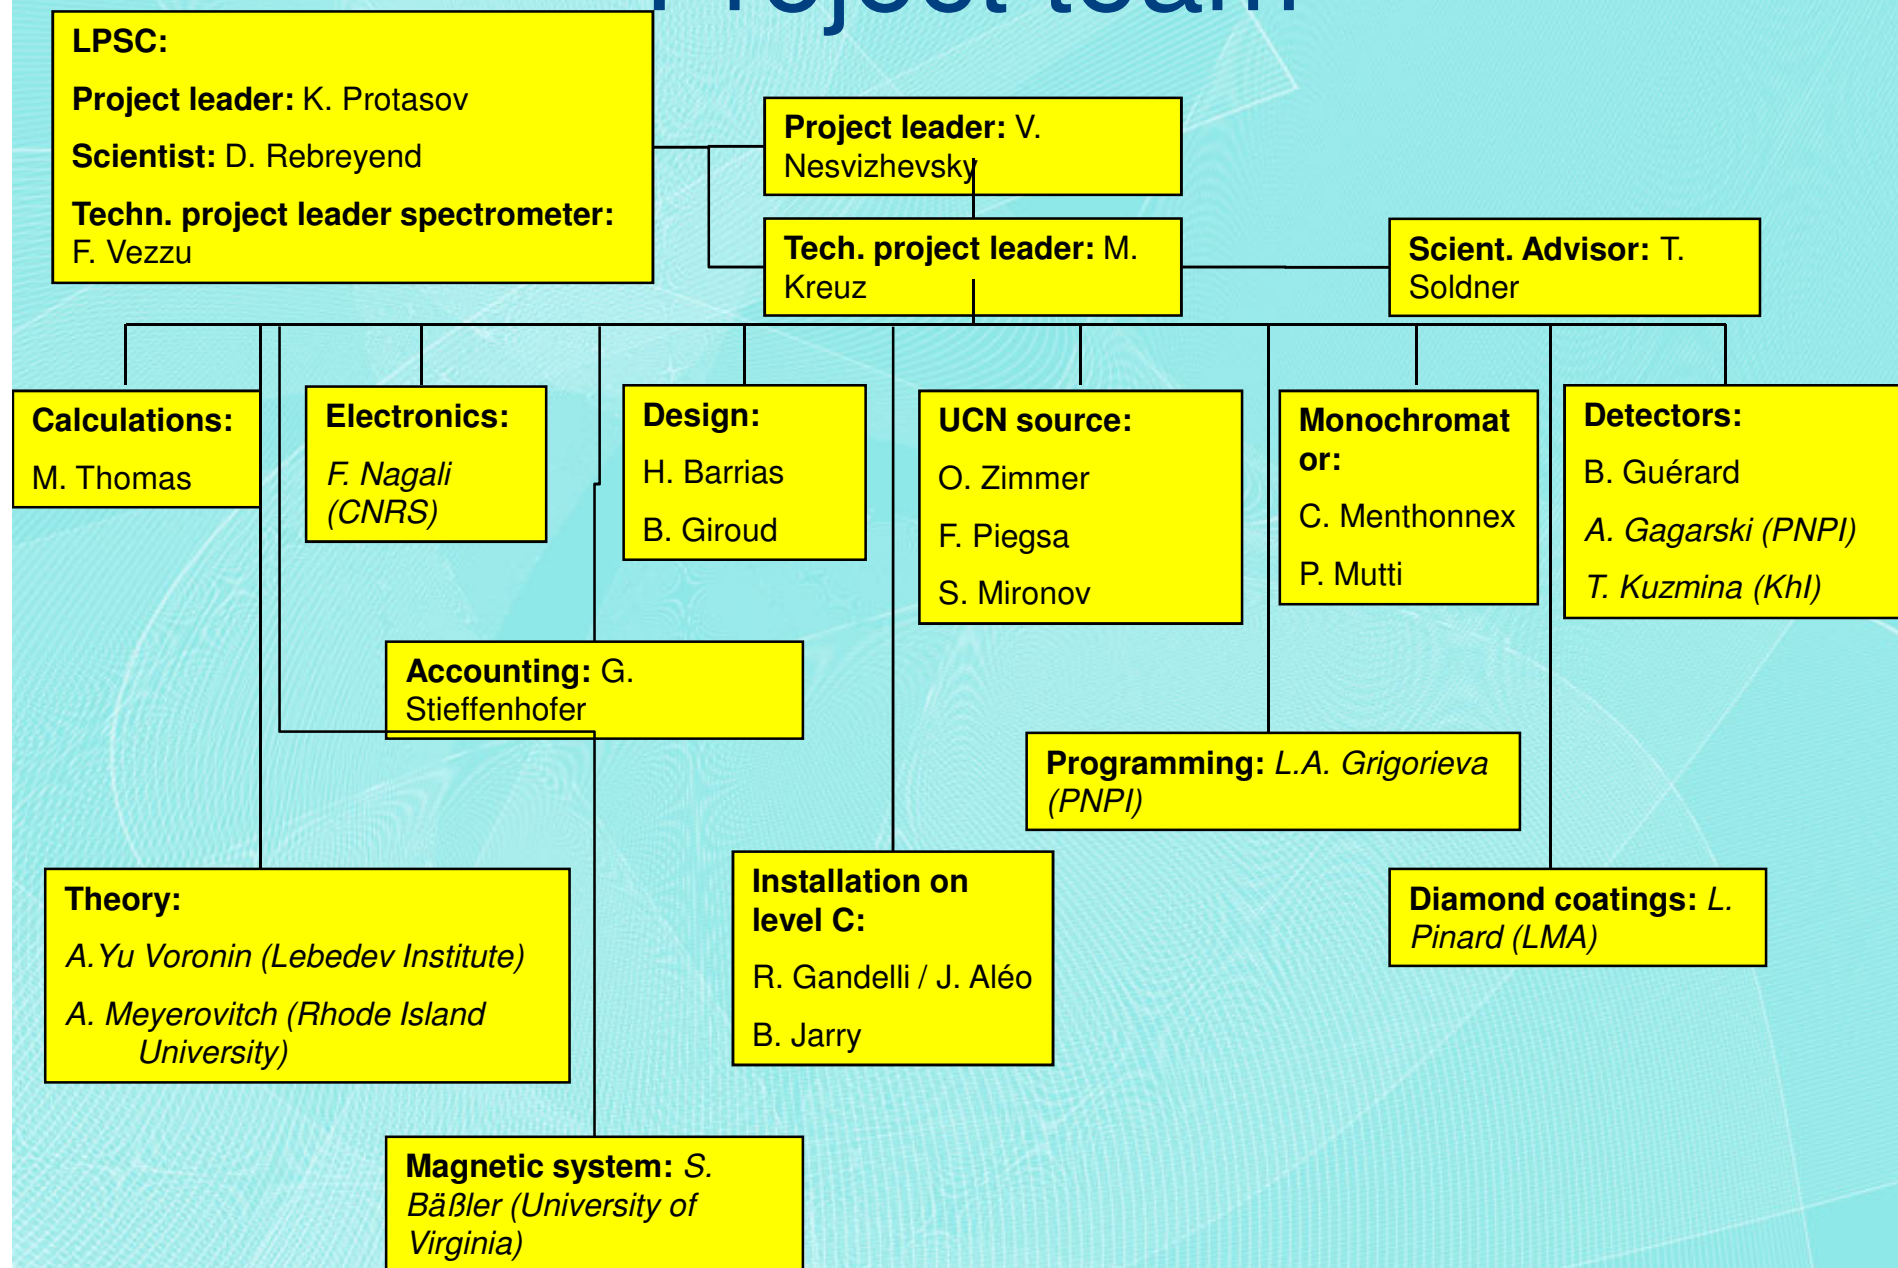 Project team
LPSC:
Project leader: K. Protasov
Scientist: D. Rebreyend
Techn. project leader spectrometer:
F. Vezzu
Project leader: V.
Nesvizhevsky
Tech. project leader: M.
Kreuz
Scient. Advisor: T.
Soldner
Calculations:
M. Thomas
Electronics:
F. Nagali
(CNRS)
Design:
H. Barrias
B. Giroud
UCN source:
O. Zimmer
F. Piegsa
S. Mironov
Monochromat
or:
C. Menthonnex
P. Mutti
Detectors:
B. Guérard
A. Gagarski (PNPI)
T. Kuzmina (KhI)
Accounting: G.
Stieffenhofer
Programming: L.A. Grigorieva
(PNPI)
Theory:
A.Yu Voronin (Lebedev Institute)
A. Meyerovitch (Rhode Island
University)
Installation on
level C:
R. Gandelli / J. Aléo
B. Jarry
Diamond coatings: L.
Pinard (LMA)
Magnetic system: S.
Bäßler (University of
Virginia)